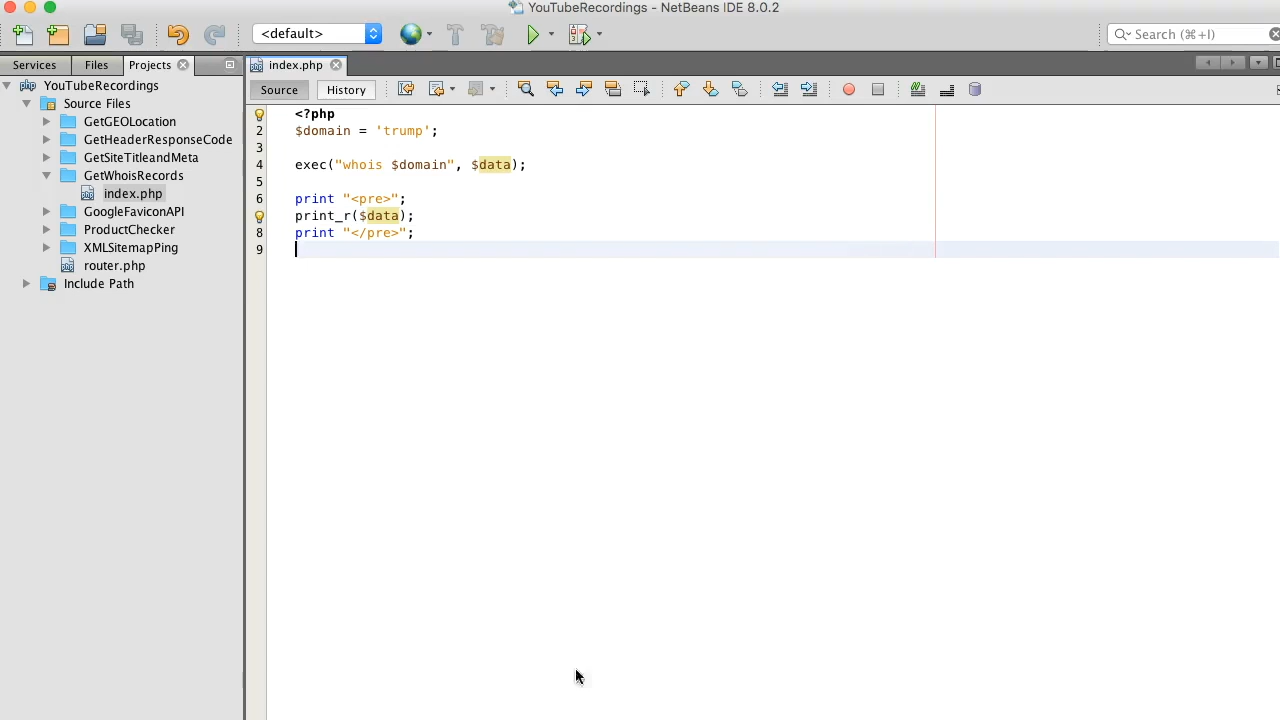 YouTubeRecordings - NetBeans IDE 8.0.2
<default>
Search (⌘+I)
Services Files Projects
index.php
YouTubeRecordings
Source Files
GetGEOLocation
GetHeaderResponseCode
GetSiteTitleandMeta
GetWhoisRecords
index.php
GoogleFaviconAPI
ProductChecker
XMLSitemapPing
router.php
Include Path
Source History
<?php
2 $domain = 'trump';
3
4 exec("whois $domain", $data);
5
6 print "<pre>";
print_r($data);
8 print "</pre>";
9